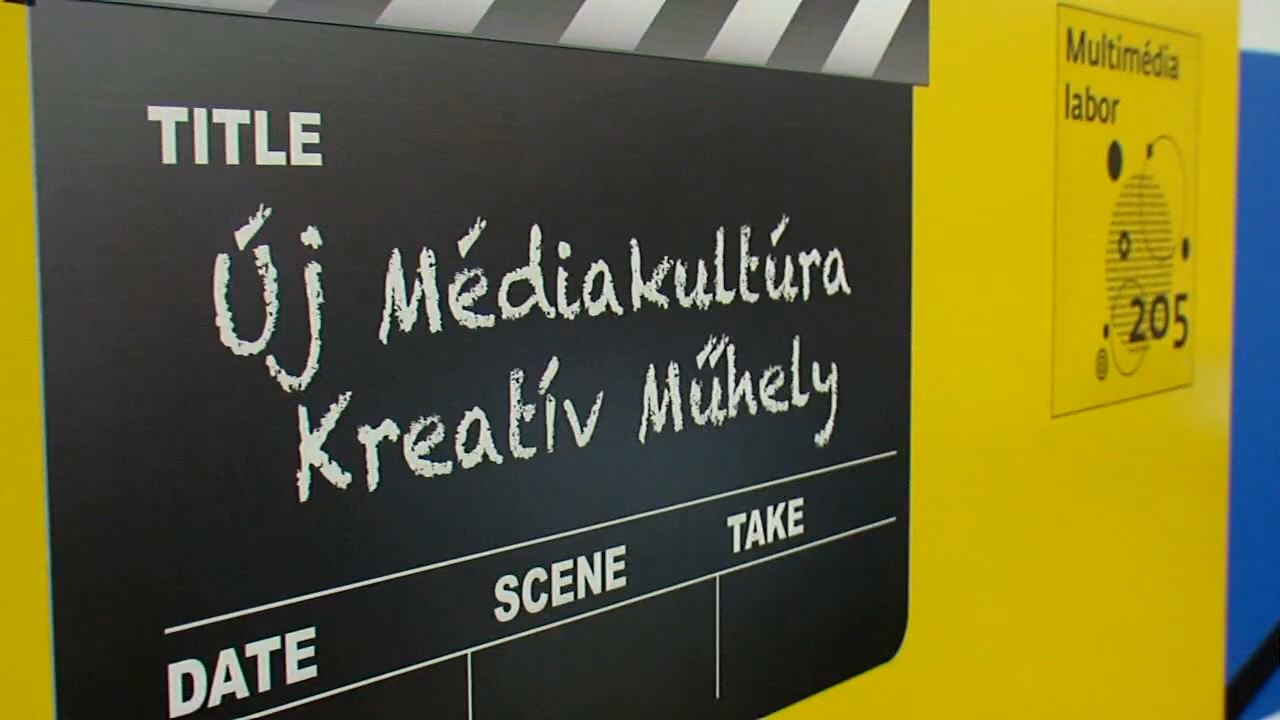 TITLE
Új Médiakultúra
Kreatív Műhely
DATE SCENE TAKE
Multimédia
labor
205